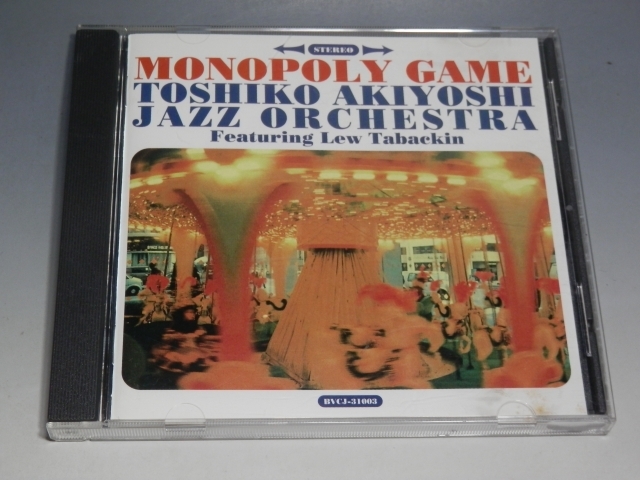 STEREO
MONOPOLY GAME
TOSHIKO AKIYOSHI
JAZZ ORCHESTRA
Featuring Lew Tabackin
BVCJ-31003